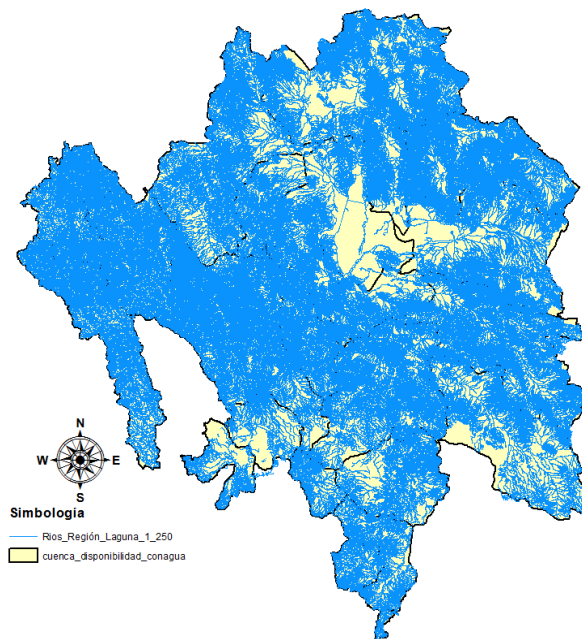 N
W E
S
Simbología
Rios_Región_Laguna_1_250
cuenca_disponibilidad_conagua